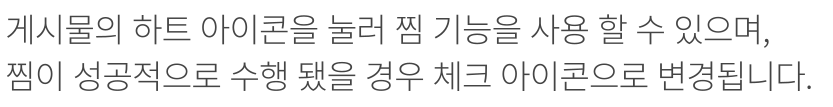 게시물의 하트 아이콘을 눌러 찜 기능을 사용 할 수 있으며,
찜이 성공적으로 수행 됐을 경우 체크 아이콘으로 변경됩니다.